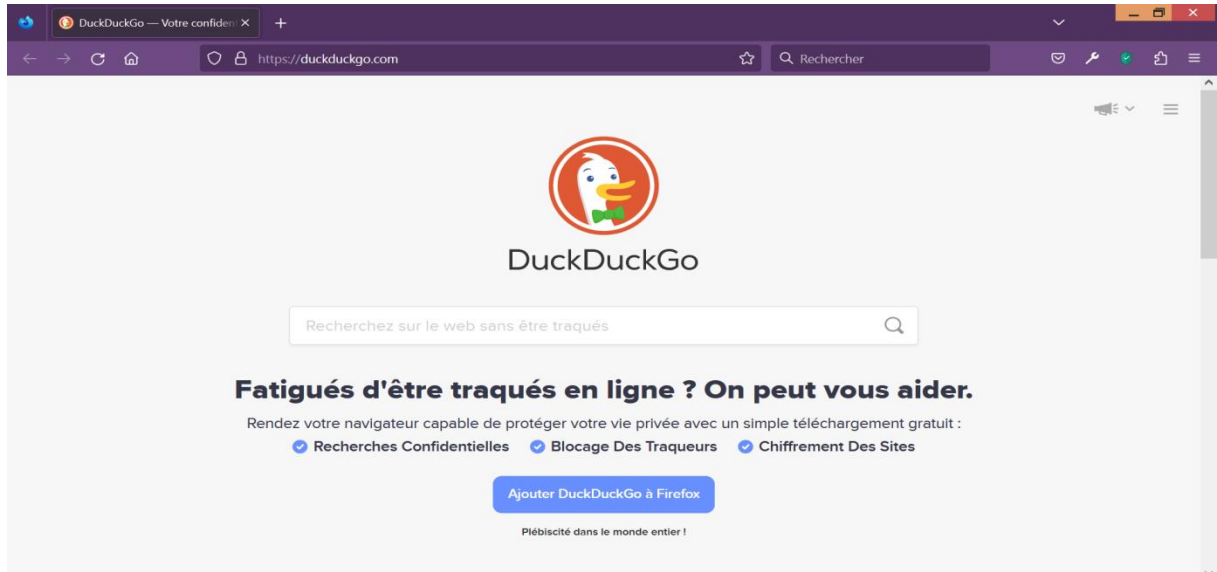 DuckDuckGo — Votre confident
https://duckduckgo.com
Rechercher
DuckDuckGo
Recherchez sur le web sans être traqués
Fatigués d'être traqués en ligne ? On peut vous aider.
Rendez votre navigateur capable de protéger votre vie privée avec un simple téléchargement gratuit :
Recherches Confidentielles Blocage Des Traqueurs Chiffrement Des Sites
Ajouter DuckDuckGo à Firefox
Plébiscité dans le monde entier !